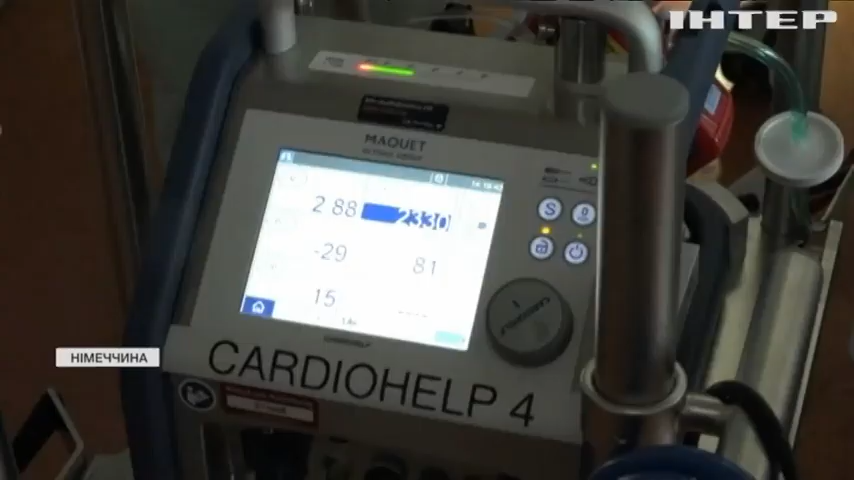 ІНТЕР
MAQUET
2.88 2330
-29 81
15
S
НІМЕЧЧИНА
CARDIOHELP 4